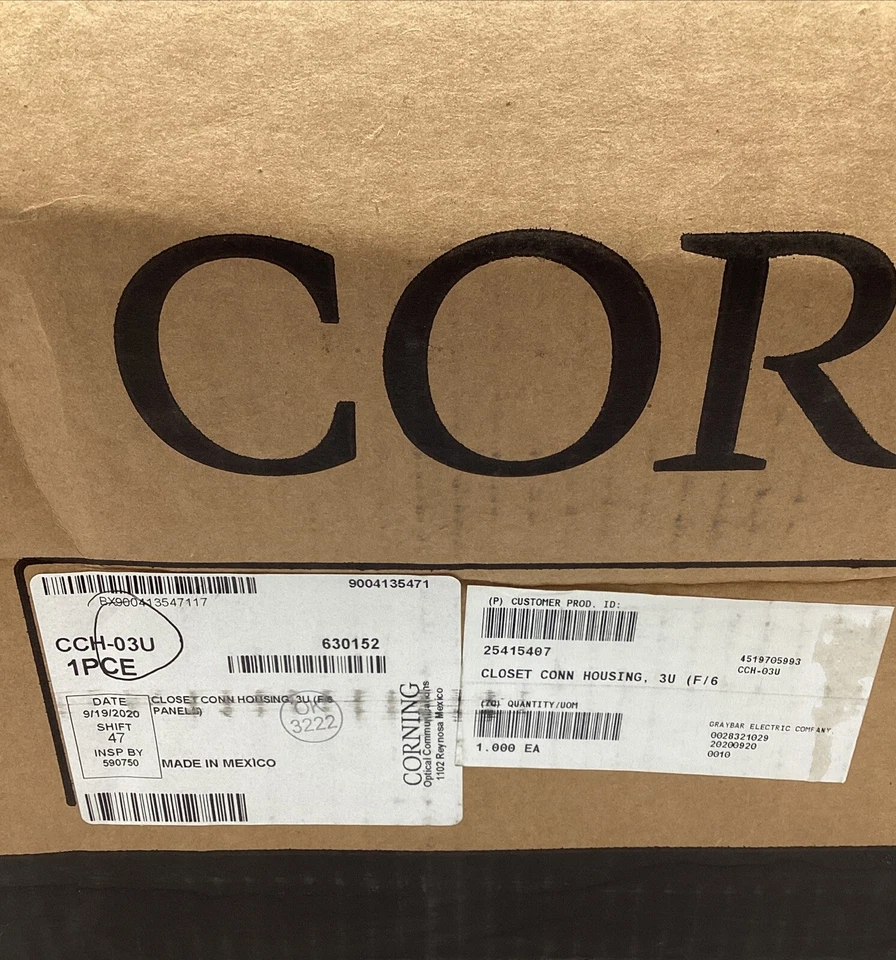 COR
9004135471
BX900413547117
CCH-03U
1PCE
630152
DATE
9/19/2020
SHIFT
47
INSP BY
590750
CLOSET CONN HOUSING, 3U (F/6
PANELS)
OK
3222
MADE IN MEXICO
CORNING
Optical Communications
1102 Reynosa Mexico
(P) CUSTOMER PROD. ID:
25415407
4519705993
CCH-03U
CLOSET CONN HOUSING, 3U (F/6
QUANTITY/UOM
1.000 EA
GRAYBAR ELECTRIC COMPANY
0028321029
20200920
0010